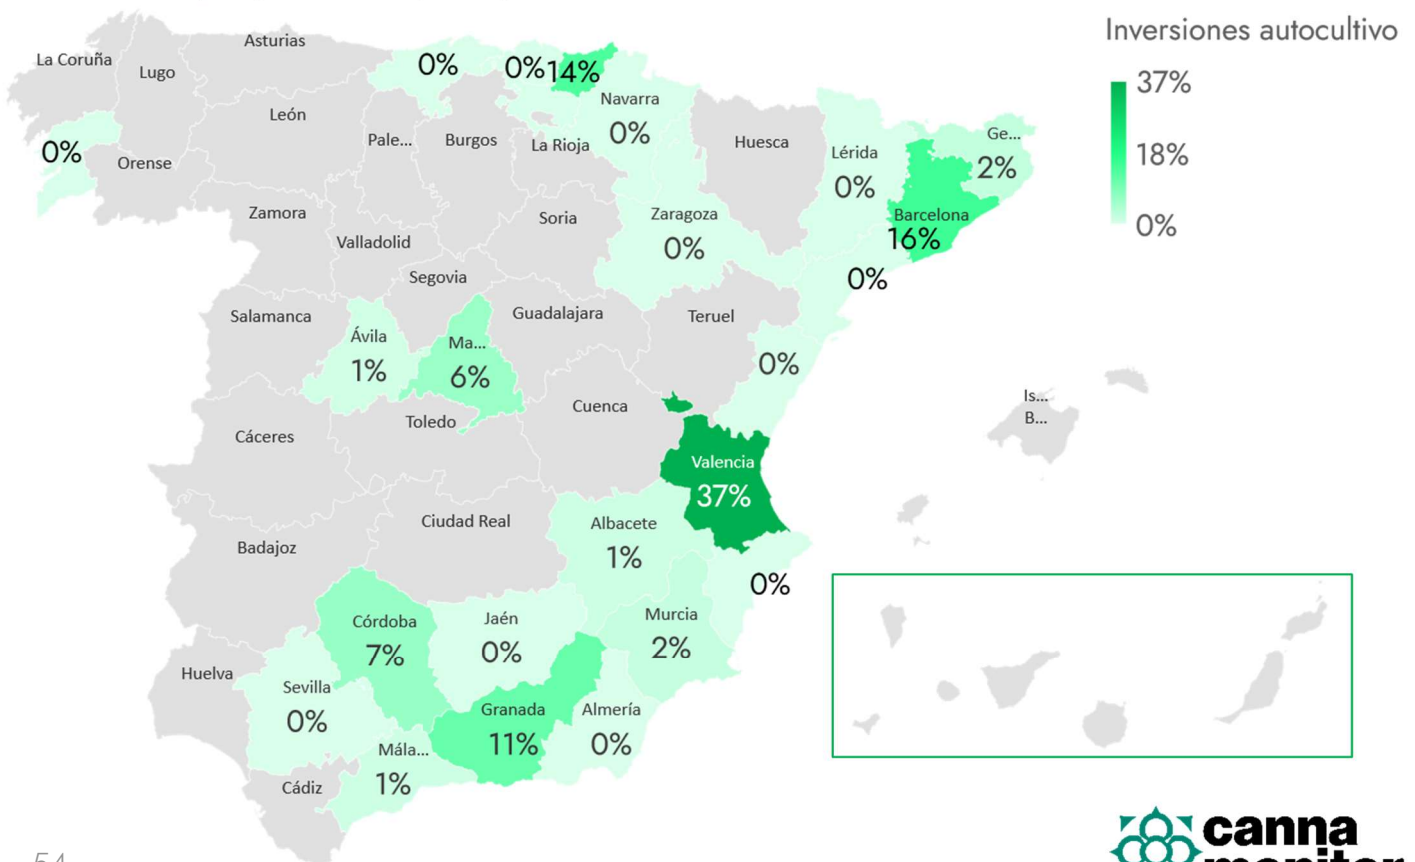 Inversiones autocultivo
37%
18%
0%
La Coruña
Lugo
Asturias
0%
0%
14%
Navarra
0%
León
Pale...
Burgos
La Rioja
Huesca
Lérida
0%
Ge...
2%
0%
Orense
Zamora
Valladolid
Soria
Zaragoza
0%
Barcelona
16%
0%
Segovia
Salamanca
Ávila
1%
Ma...
6%
Guadalajara
Teruel
0%
Cáceres
Toledo
Cuenca
Is...
B...
Valencia
37%
Badajoz
Ciudad Real
Albacete
1%
0%
Huelva
Córdoba
7%
Jaén
0%
Murcia
2%
Sevilla
0%
Granada
11%
Almería
0%
Mála...
1%
Cádiz
54
canna
monitor